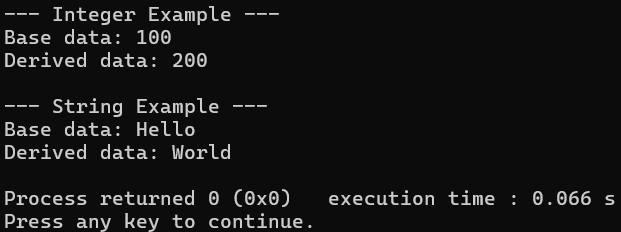 --- Integer Example ---
Base data: 100
Derived data: 200
--- String Example ---
Base data: Hello
Derived data: World
Process returned 0 (0x0)   execution time : 0.066 s
Press any key to continue.